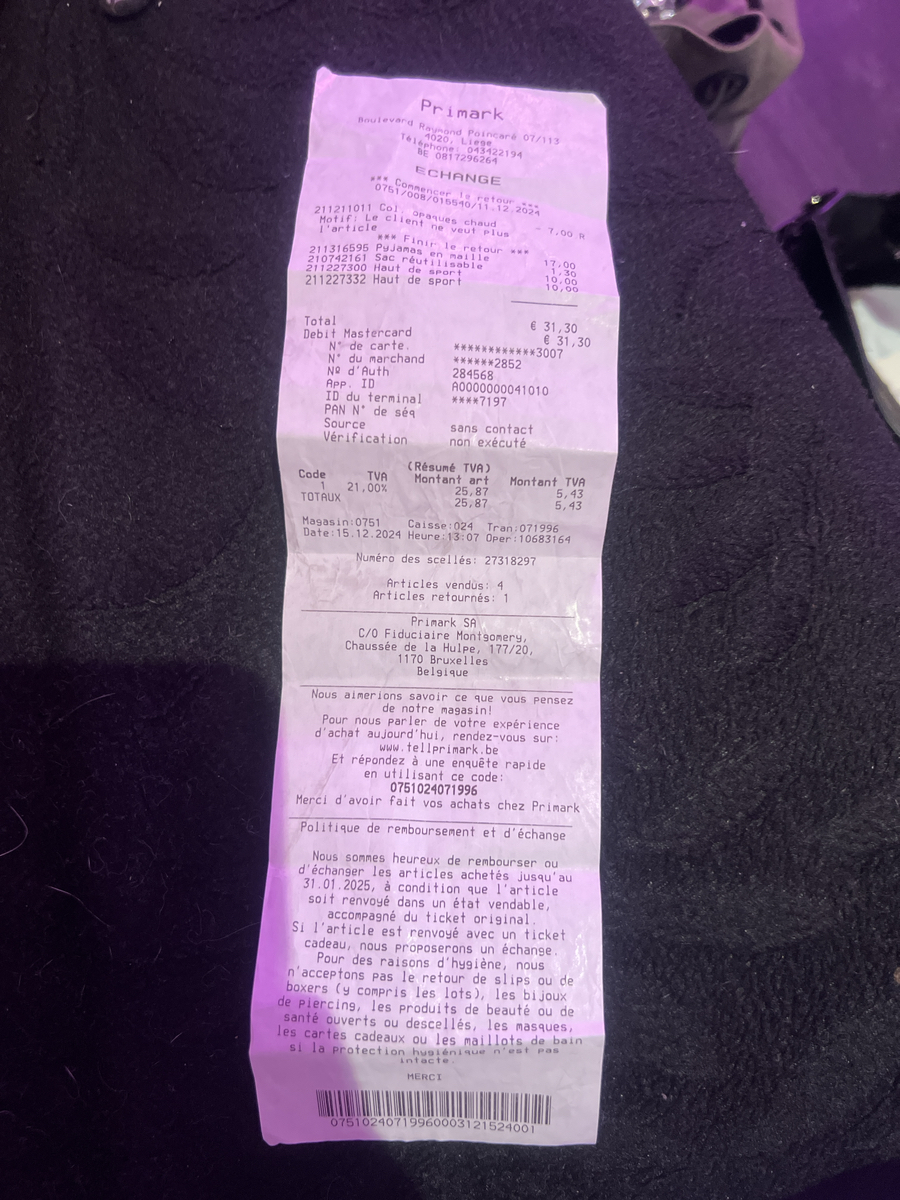 Primark
Boulevard Raymond Poincaré 07/113
4020, Liege
Téléphone: 043422194
BE 0817296264
ECHANGE
*** Commencer le retour ***
0751/008/016540/11.12.2024
211211011 Col. opaques chaud - 7,00 R
Motif: Le client ne veut plus
l'article
*** Finir le retour ***
211316595 Pyjamas en maille 17,00
210742161 Sac réutilisable 1,30
211227300 Haut de sport 10,00
211227332 Haut de sport 10,00
Total € 31,30
Debit Mastercard € 31,30
N° de carte. ************3007
N° du marchand ******2852
Nº d'Auth 284568
App. ID A0000000041010
ID du terminal ****7197
PAN N° de séq
Source sans contact
Vérification non exécuté
(Résumé TVA)
Code TVA Montant art Montant TVA
1 21,00% 25,87 5,43
TOTAUX 25,87 5,43
Magasin:0751 Caisse:024 Tran:071996
Date:15.12.2024 Heure:13:07 Oper:10683164
Numéro des scellés: 27318297
Articles vendus: 4
Articles retournés: 1
Primark SA
C/O Fiduciaire Montgomery,
Chaussée de la Hulpe, 177/20,
1170 Bruxelles
Belgique
Nous aimerions savoir ce que vous pensez
de notre magasin!
Pour nous parler de votre expérience
d'achat aujourd'hui, rendez-vous sur:
www.tellprimark.be
Et répondez à une enquête rapide
en utilisant ce code:
0751024071996
Merci d'avoir fait vos achats chez Primark
Politique de remboursement et d'échange
Nous sommes heureux de rembourser ou
d'échanger les articles achetés jusqu'au
31.01.2025, à condition que l'article
soit renvoyé dans un état vendable,
accompagné du ticket original.
Si l'article est renvoyé avec un ticket
cadeau, nous proposerons un échange.
Pour des raisons d'hygiène, nous
n'acceptons pas le retour de slips ou de
boxers (y compris les lots), les bijoux
de piercing, les produits de beauté ou de
santé ouverts ou descellés, les masques,
les cartes cadeaux ou les maillots de bain
si la protection hygiénique n'est pas
intacte.
MERCI
07510240719960003121524001